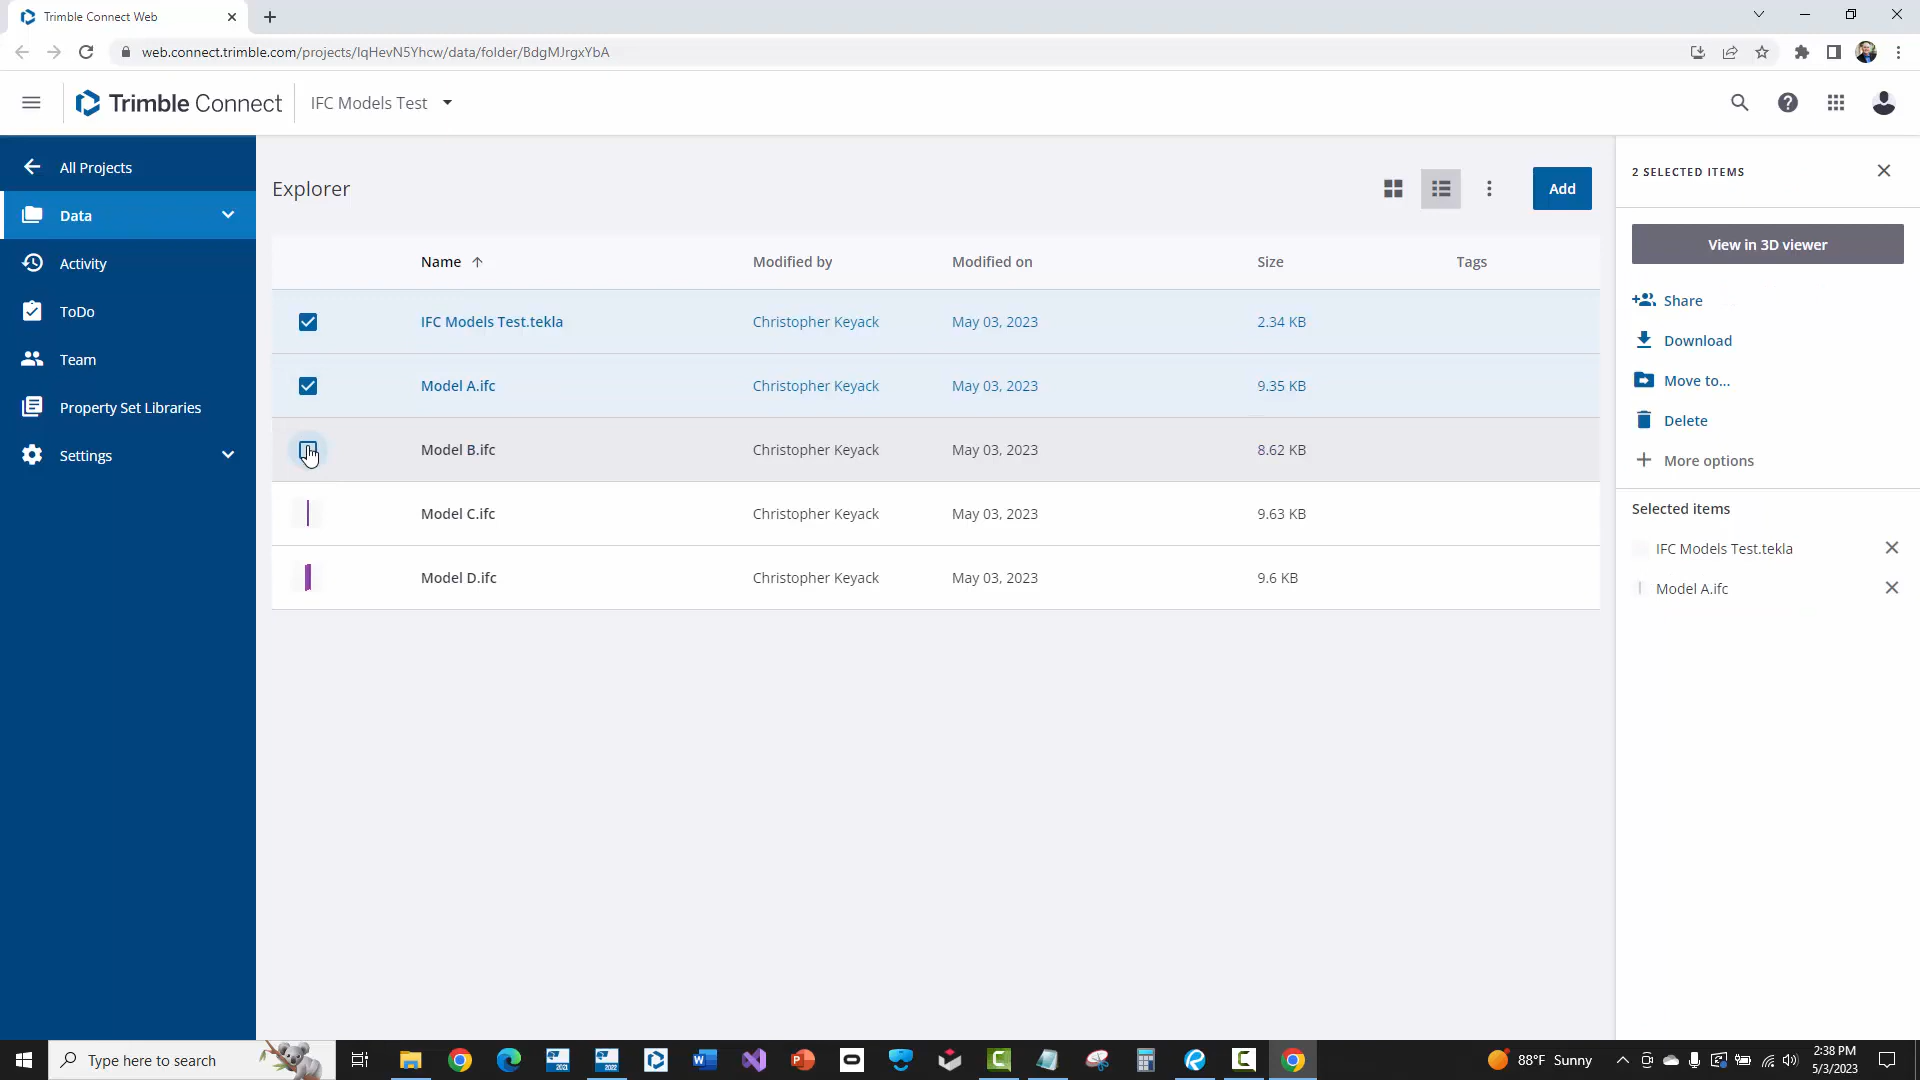 Trimble Connect Web
web.connect.trimble.com/projects/lqHevN5Yhcw/data/folder/BdgMJrgxYbA
Trimble Connect
IFC Models Test
All Projects
Data
Activity
ToDo
Team
Property Set Libraries
Settings
Explorer
Add
Name Modified by Modified on Size Tags
IFC Models Test.tekla Christopher Keyack May 03, 2023 2.34 KB
Model A.ifc Christopher Keyack May 03, 2023 9.35 KB
Model B.ifc Christopher Keyack May 03, 2023 8.62 KB
Model C.ifc Christopher Keyack May 03, 2023 9.63 KB
Model D.ifc Christopher Keyack May 03, 2023 9.6 KB
2 SELECTED ITEMS
View in 3D viewer
Share
Download
Move to...
Delete
More options
Selected items
IFC Models Test.tekla
Model A.ifc
Type here to search
2021
2022
88°F Sunny
2:38 PM
5/3/2023